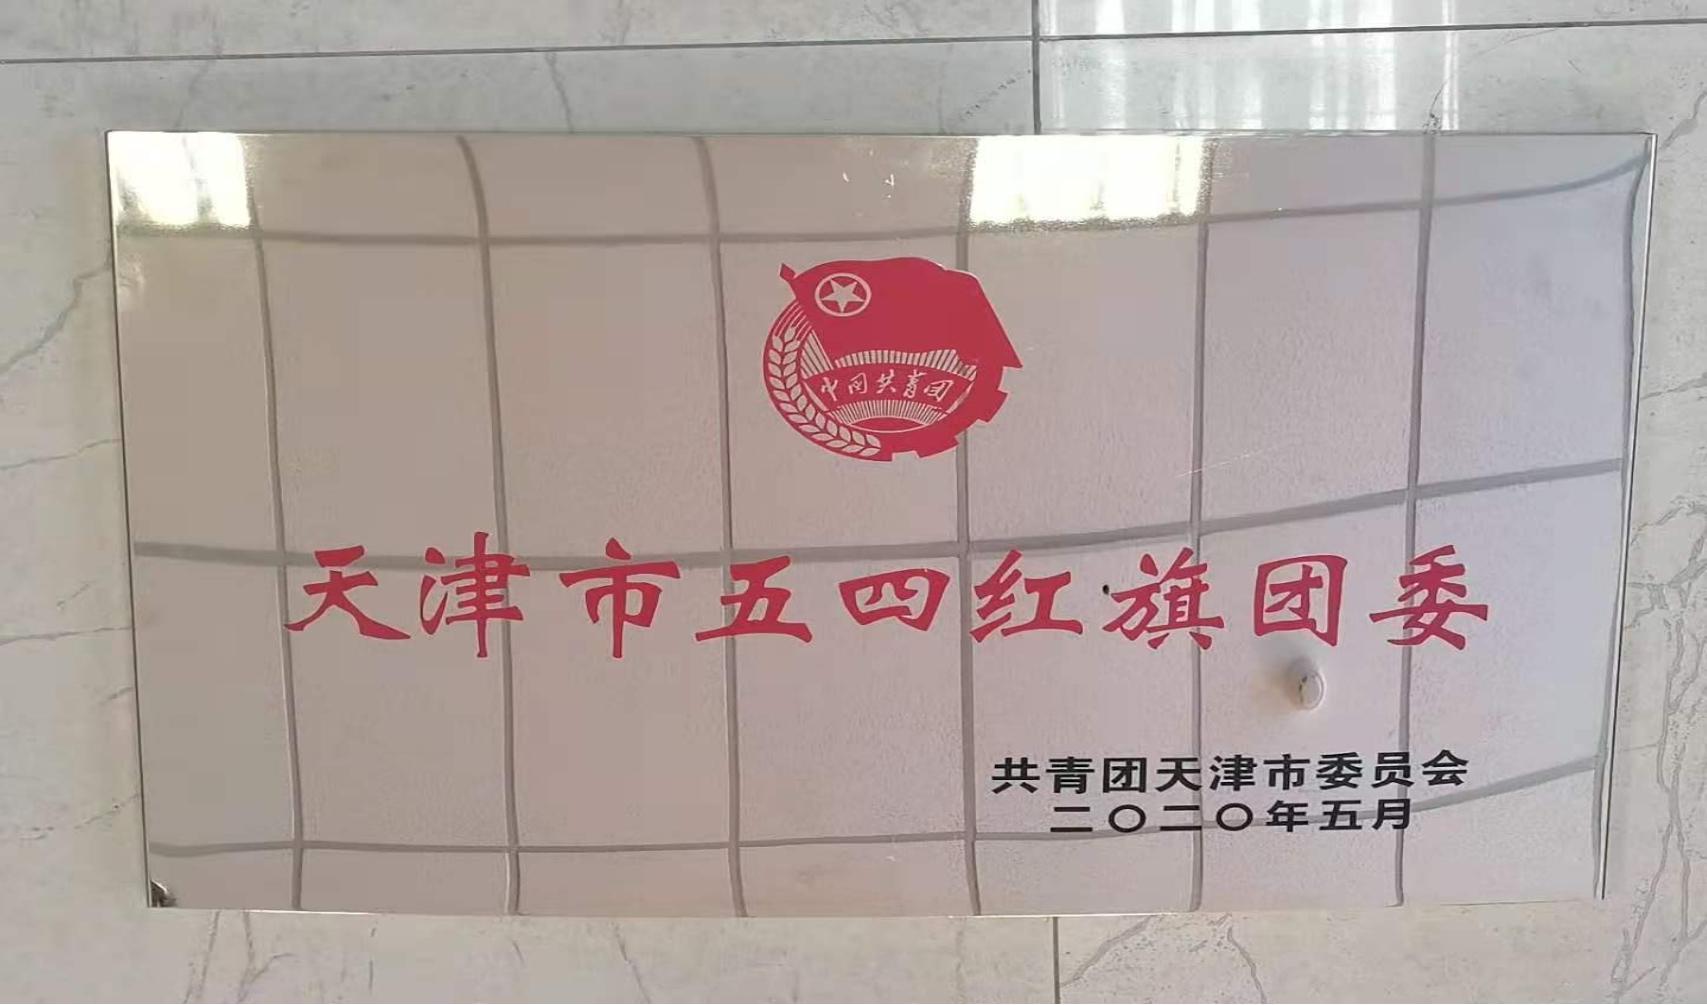 中国共青团
天津市五四红旗团委
共青团天津市委员会
二〇二〇年五月